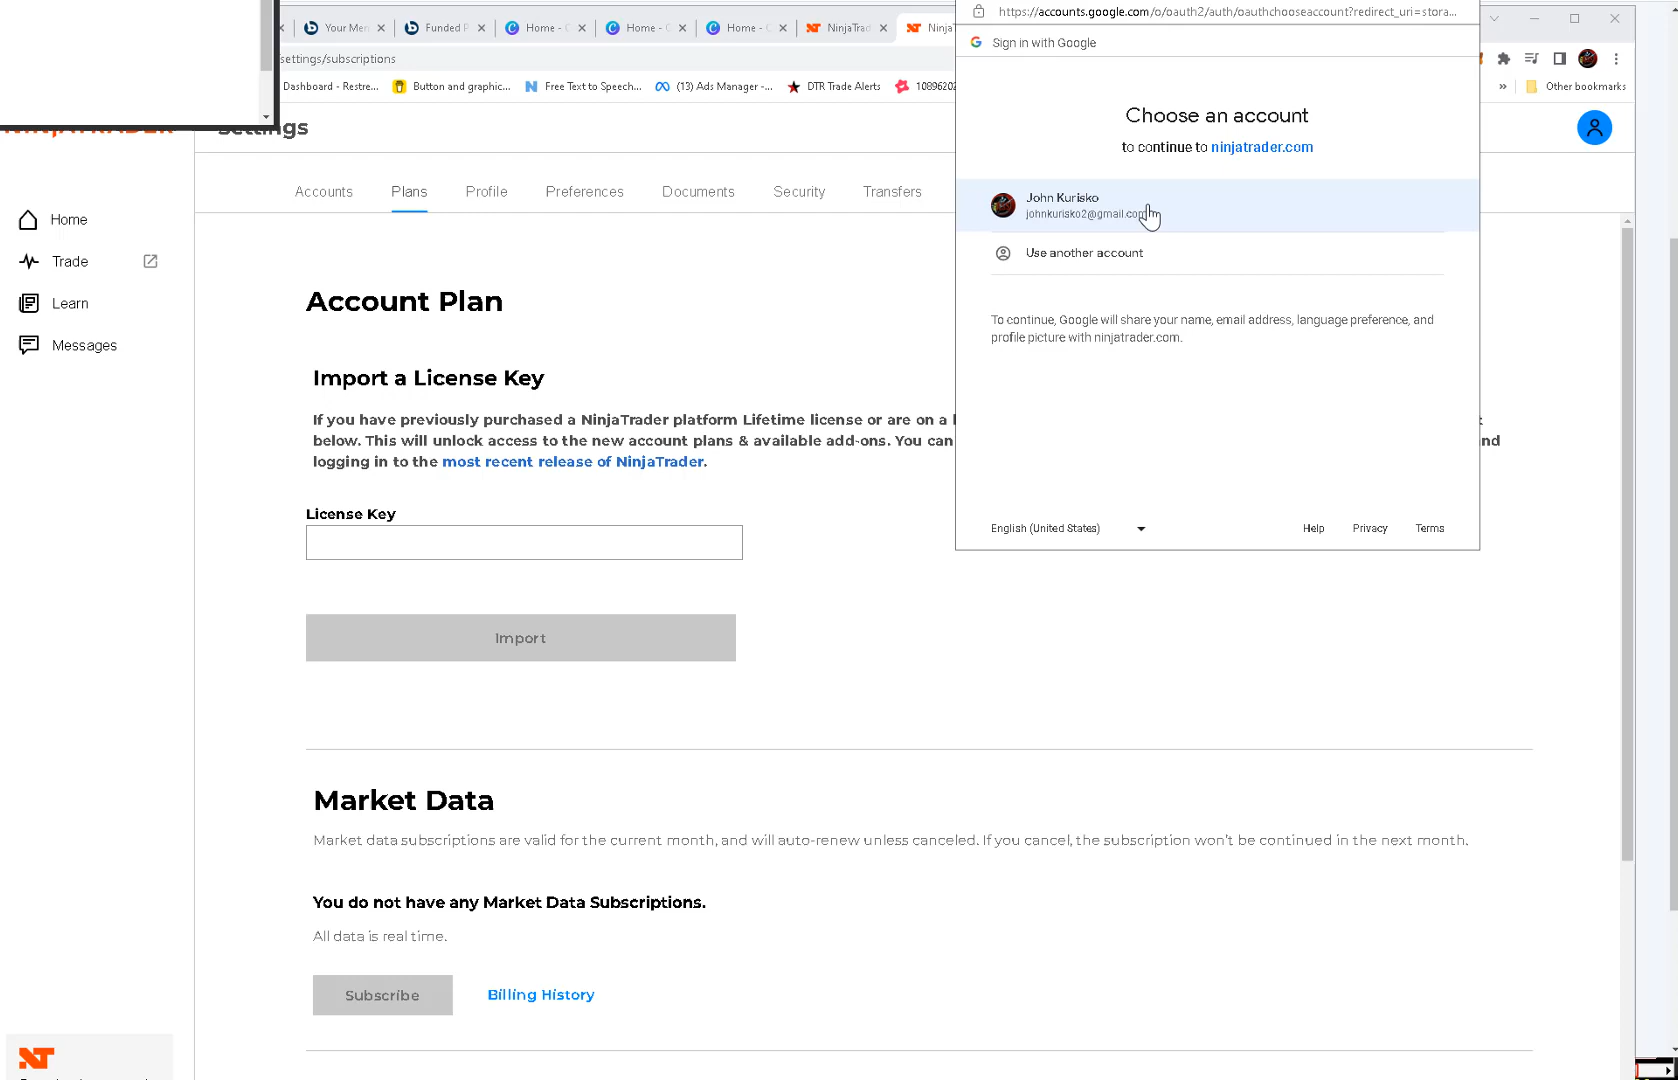 https://accounts.google.com/o/oauth2/auth/oauthchooseaccount?redirect_uri=stora...
Your Men
Funded P
Home - C
Home - C
Home - C
NinjaTrad
Ninja
Sign in with Google
settings/subscriptions
Dashboard - Restre...
Button and graphic...
Free Text to Speech...
(13) Ads Manager -...
DTR Trade Alerts
10896202
»
Other bookmarks
Choose an account
to continue to ninjatrader.com
NINJATRADER
Settings
Accounts
Plans
Profile
Preferences
Documents
Security
Transfers
John Kurisko
johnkurisko2@gmail.com
Use another account
To continue, Google will share your name, email address, language preference, and
profile picture with ninjatrader.com.
English (United States)
Help
Privacy
Terms
Home
Trade
Learn
Messages
Account Plan
Import a License Key
If you have previously purchased a NinjaTrader platform Lifetime license or are on a
below. This will unlock access to the new account plans & available add-ons. You can
nd
logging in to the most recent release of NinjaTrader.
License Key
Import
Market Data
Market data subscriptions are valid for the current month, and will auto-renew unless canceled. If you cancel, the subscription won't be continued in the next month.
You do not have any Market Data Subscriptions.
All data is real time.
Subscribe
Billing History